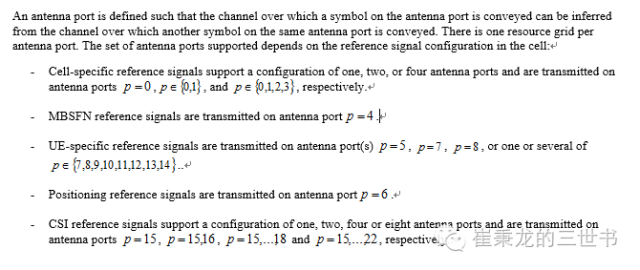 An antenna port is defined such that the channel over which a symbol on the antenna port is conveyed can be inferred
from the channel over which another symbol on the same antenna port is conveyed. There is one resource grid per
antenna port. The set of antenna ports supported depends on the reference signal configuration in the cell:↵
- Cell-specific reference signals support a configuration of one, two, or four antenna ports and are transmitted on
antenna ports p = 0, p ∈ {0,1}, and p ∈ {0,1,2,3}, respectively.↵
- MBSFN reference signals are transmitted on antenna port p = 4.↵
- UE-specific reference signals are transmitted on antenna port(s) p = 5, p = 7, p = 8, or one or several of
p ∈ {7,8,9,10,11,12,13,14}..↵
- Positioning reference signals are transmitted on antenna port p = 6.↵
- CSI reference signals support a configuration of one, two, four or eight antenna ports and are transmitted on
antenna ports p = 15, p = 15,16, p = 15,...,18 and p = 15,...,22, respective
崔秉龙的三世书